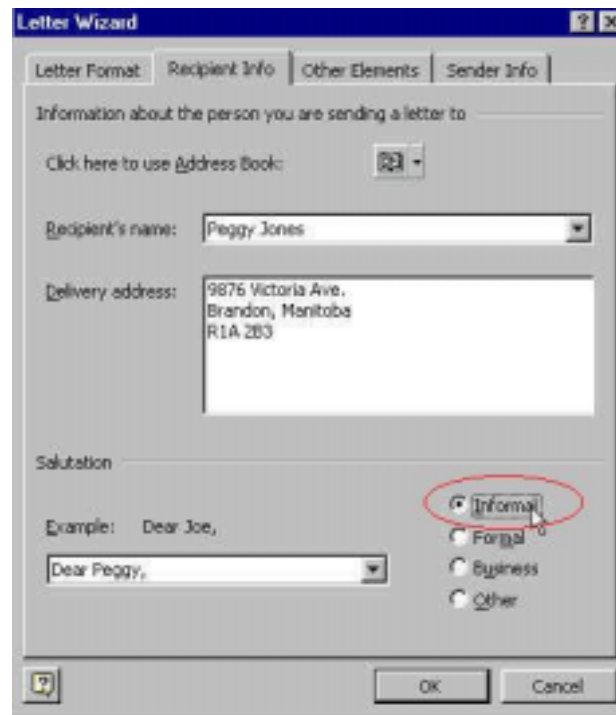 Letter Wizard
Letter Format Recipient Info Other Elements Sender Info
Information about the person you are sending a letter to
Click here to use Address Book:
Recipient's name: Peggy Jones
Delivery address: 9876 Victoria Ave.
Brandon, Manitoba
R1A 2B3
Salutation
Informal
Example: Dear Joe,
Formal
Dear Peggy,
Business
Other
OK Cancel